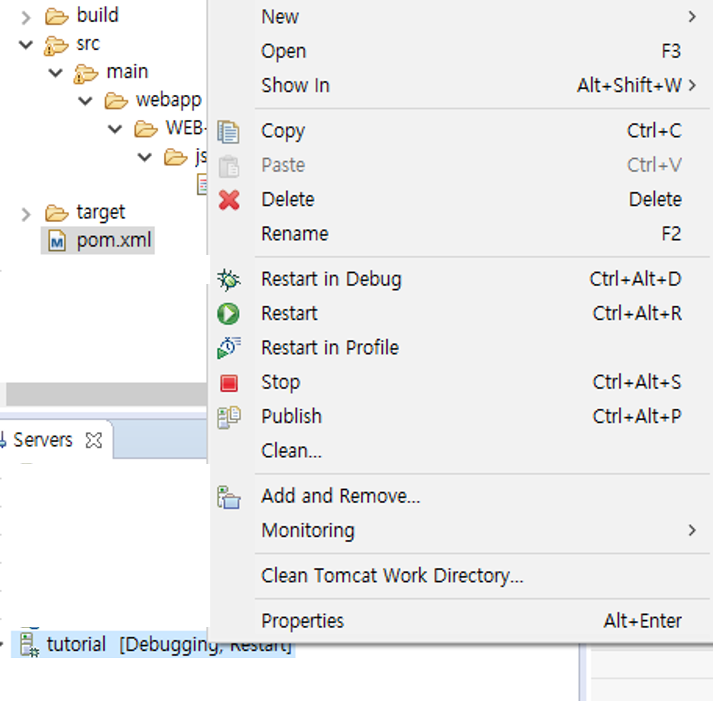 build
src
main
webapp
WEB-
js
target
pom.xml
Servers
tutorial [Debugging, Restart]
New
Open F3
Show In Alt+Shift+W
Copy Ctrl+C
Paste Ctrl+V
Delete Delete
Rename F2
Restart in Debug Ctrl+Alt+D
Restart Ctrl+Alt+R
Restart in Profile
Stop Ctrl+Alt+S
Publish Ctrl+Alt+P
Clean...
Add and Remove...
Monitoring
Clean Tomcat Work Directory...
Properties Alt+Enter